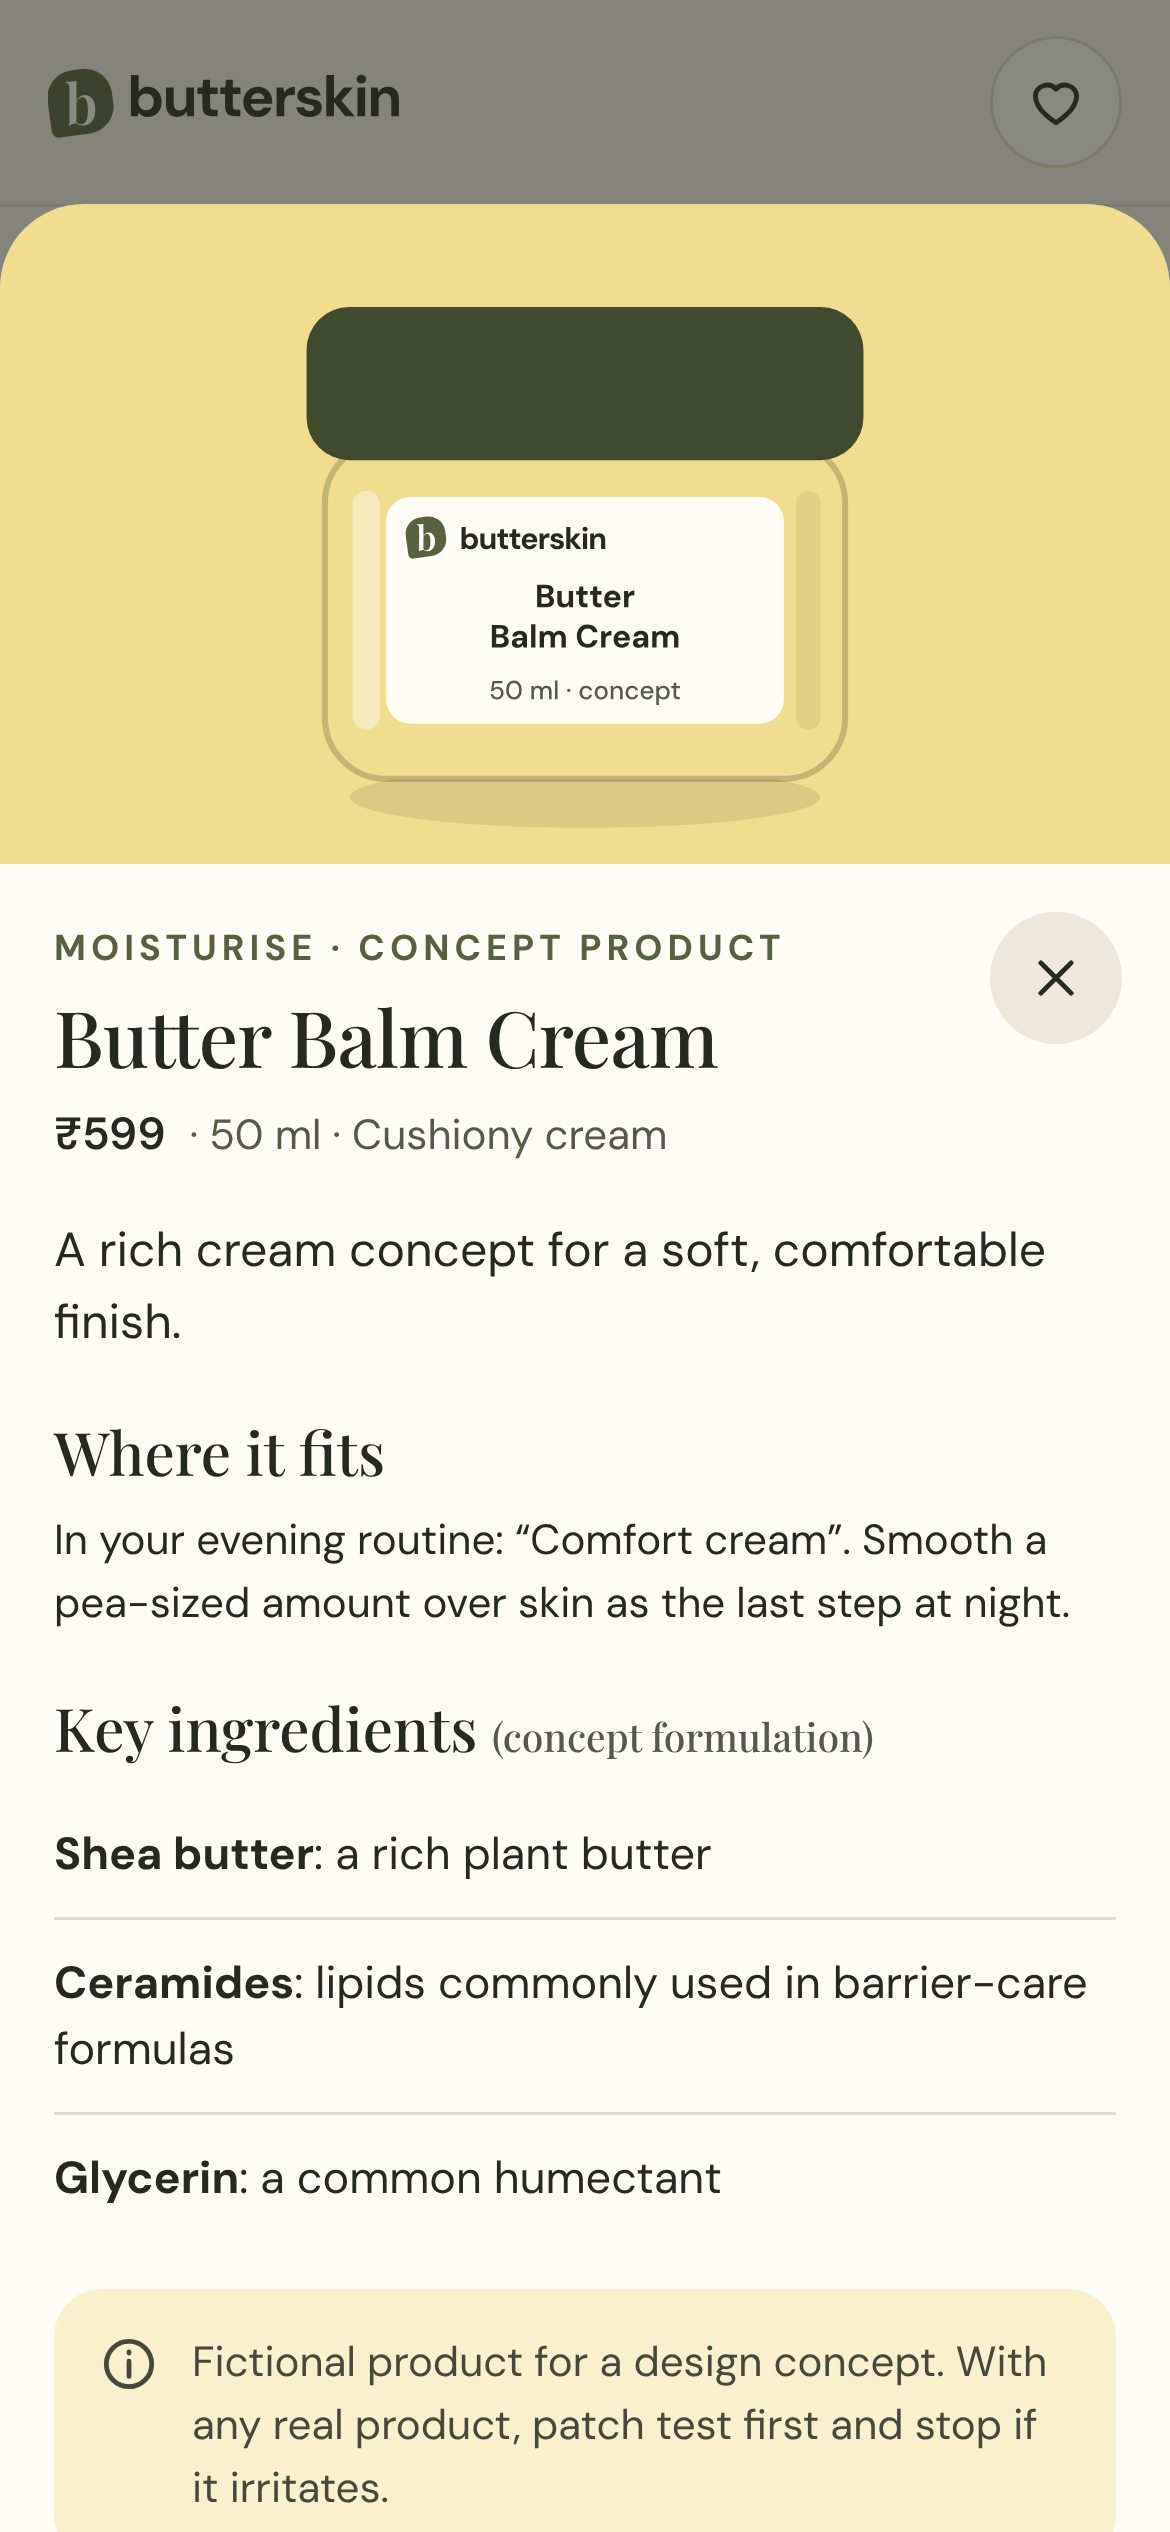 b butterskin
b butterskin
Butter
Balm Cream
50 ml · concept
MOISTURISE · CONCEPT PRODUCT
Butter Balm Cream
₹599 · 50 ml · Cushiony cream
A rich cream concept for a soft, comfortable
finish.
Where it fits
In your evening routine: “Comfort cream”. Smooth a
pea-sized amount over skin as the last step at night.
Key ingredients (concept formulation)
Shea butter: a rich plant butter
Ceramides: lipids commonly used in barrier-care
formulas
Glycerin: a common humectant
Fictional product for a design concept. With
any real product, patch test first and stop if
it irritates.